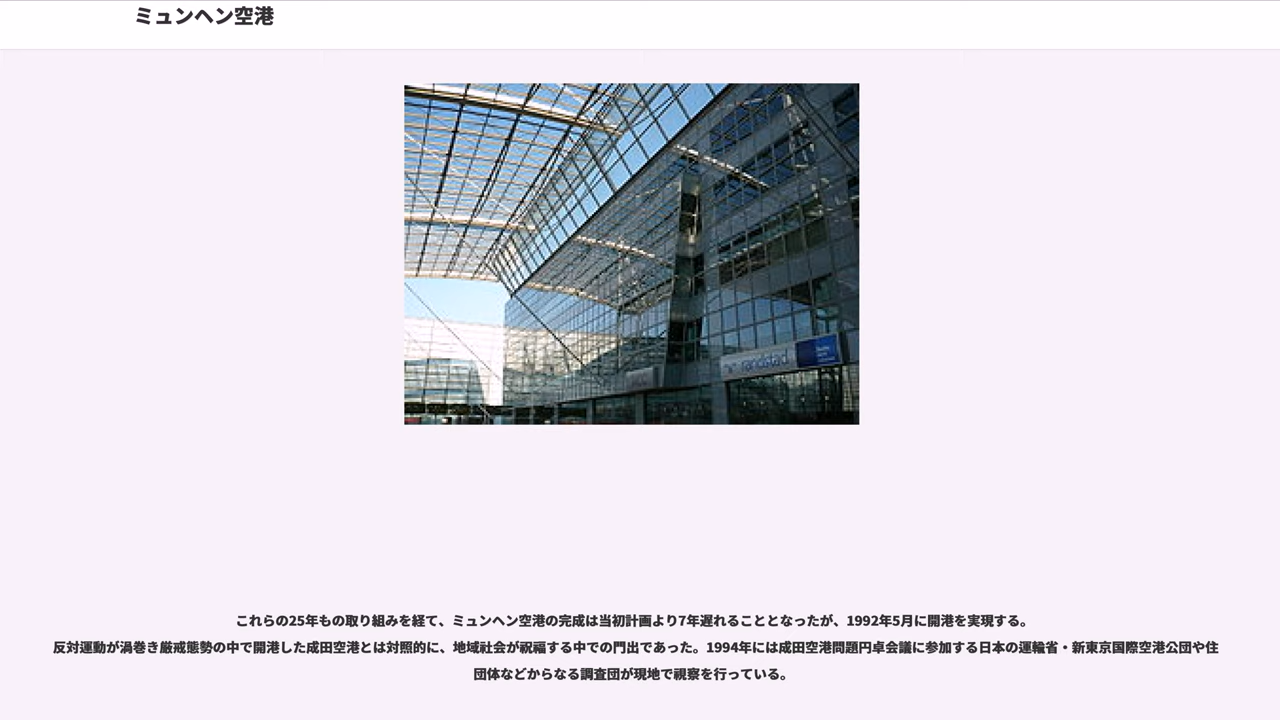 ミュンヘン空港
randstad
これらの25年もの取り組みを経て、ミュンヘン空港の完成は当初計画より7年遅れることとなったが、1992年5月に開港を実現する。
反対運動が渦巻き厳戒態勢の中で開港した成田空港とは対照的に、地域社会が祝福する中での門出であった。1994年には成田空港問題円卓会議に参加する日本の運輸省・新東京国際空港公団や住
団体などからなる調査団が現地で視察を行っている。